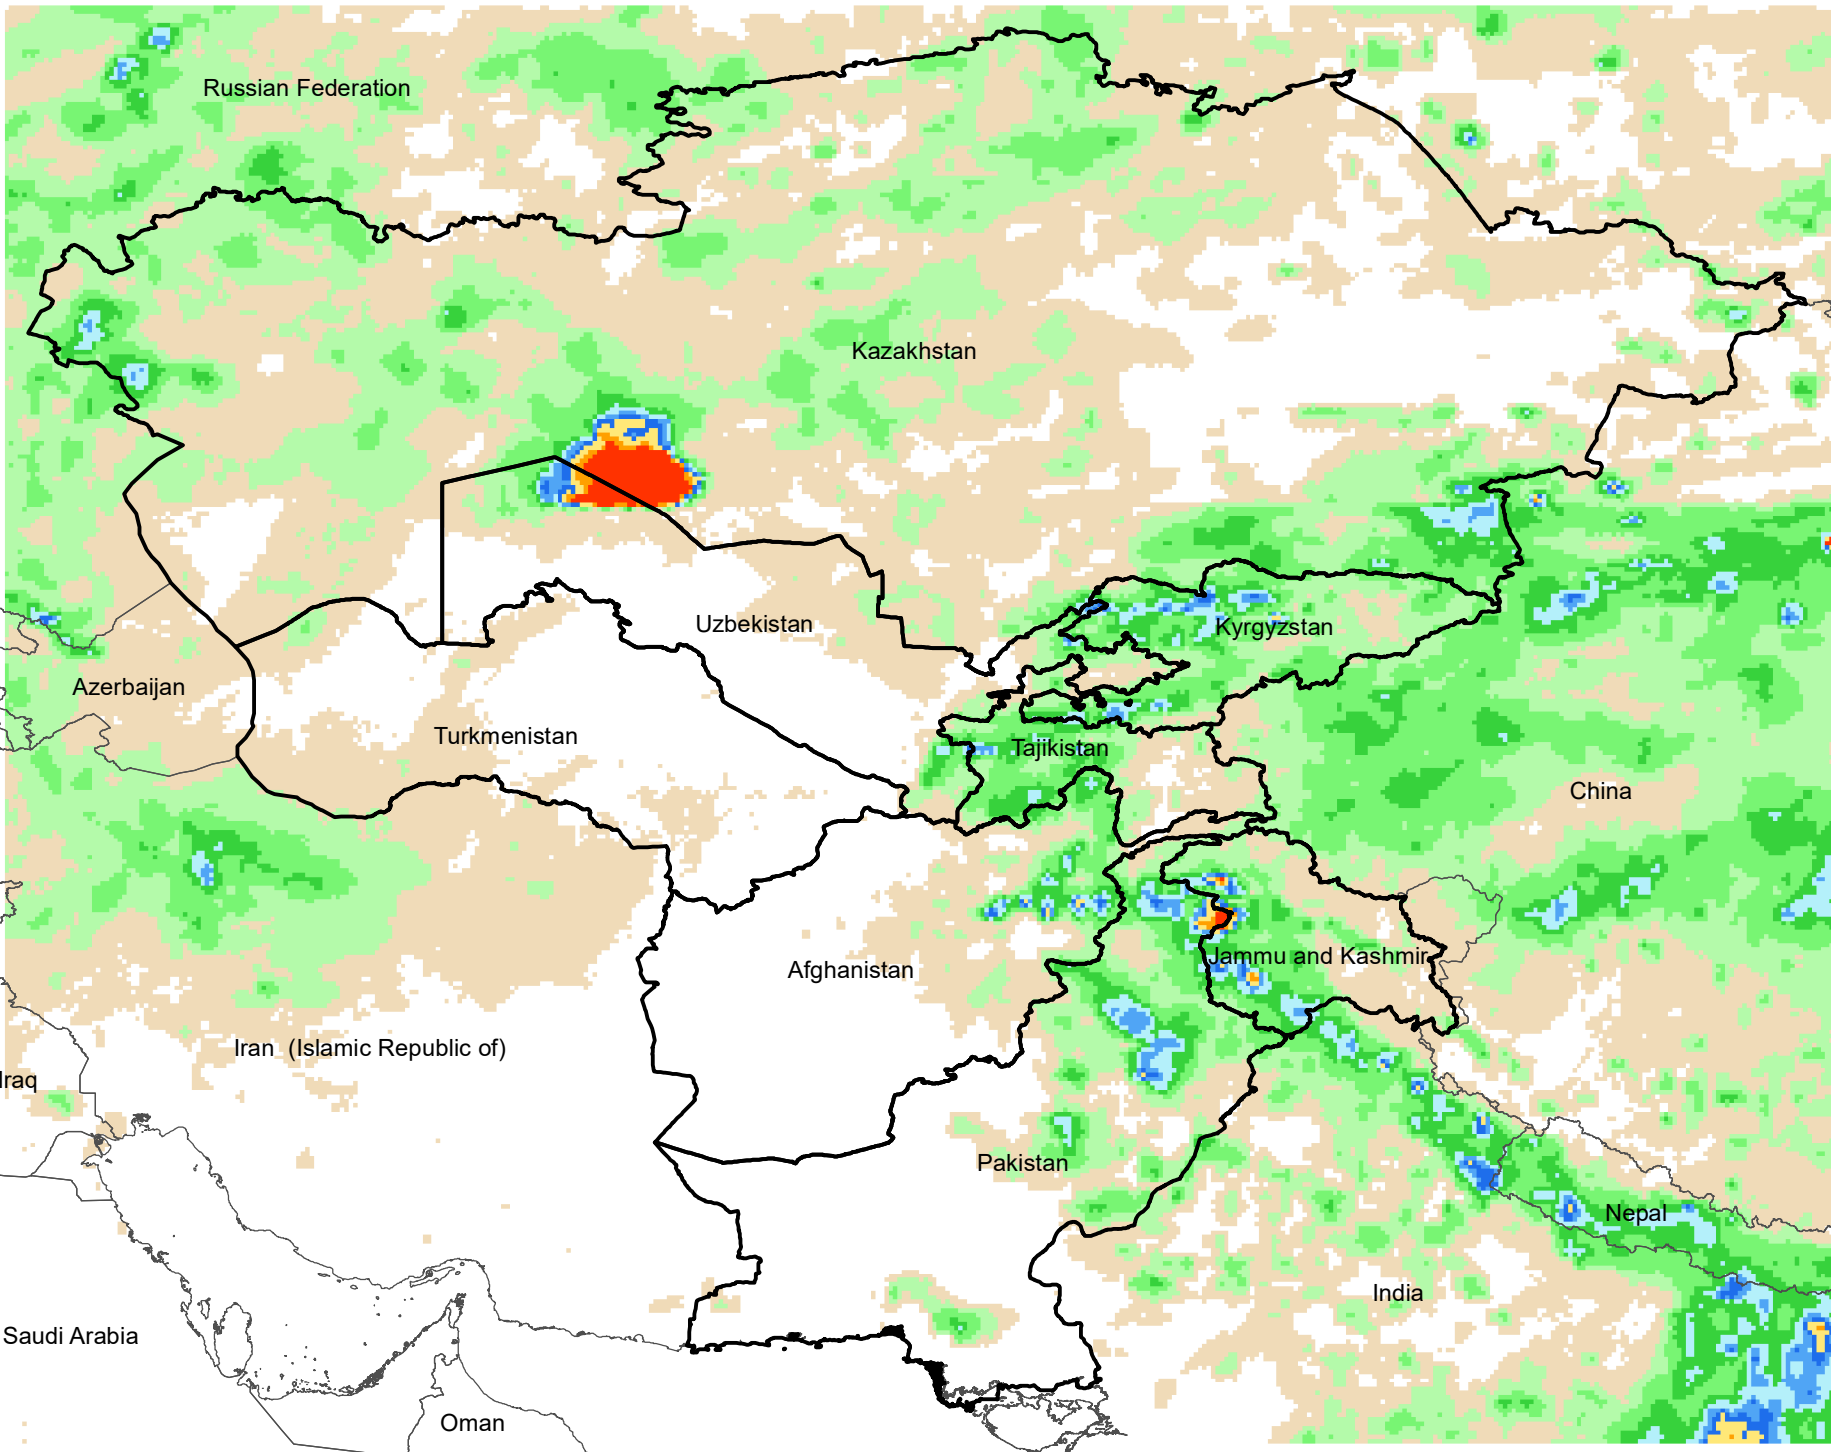 Russian Federation
Kazakhstan
Uzbekistan
Kyrgyzstan
Azerbaijan
Turkmenistan
Tajikistan
China
Jammu and Kashmir
Afghanistan
Iran  (Islamic Republic of)
Iraq
Pakistan
Nepal
India
Saudi Arabia
Oman